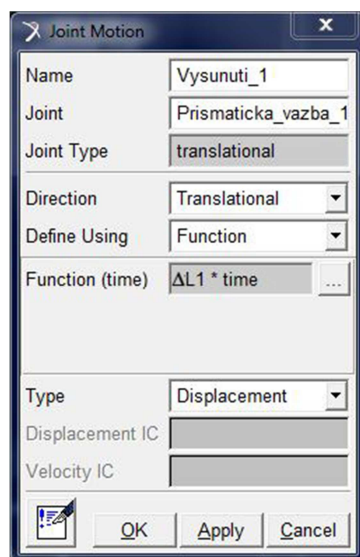 Joint Motion
x
Name Vysunuti_1
Joint Prismaticka_vazba_1
Joint Type translational
Direction Translational
Define Using Function
Function (time) ΔL1 * time ...
Type Displacement
Displacement IC
Velocity IC
OK Apply Cancel